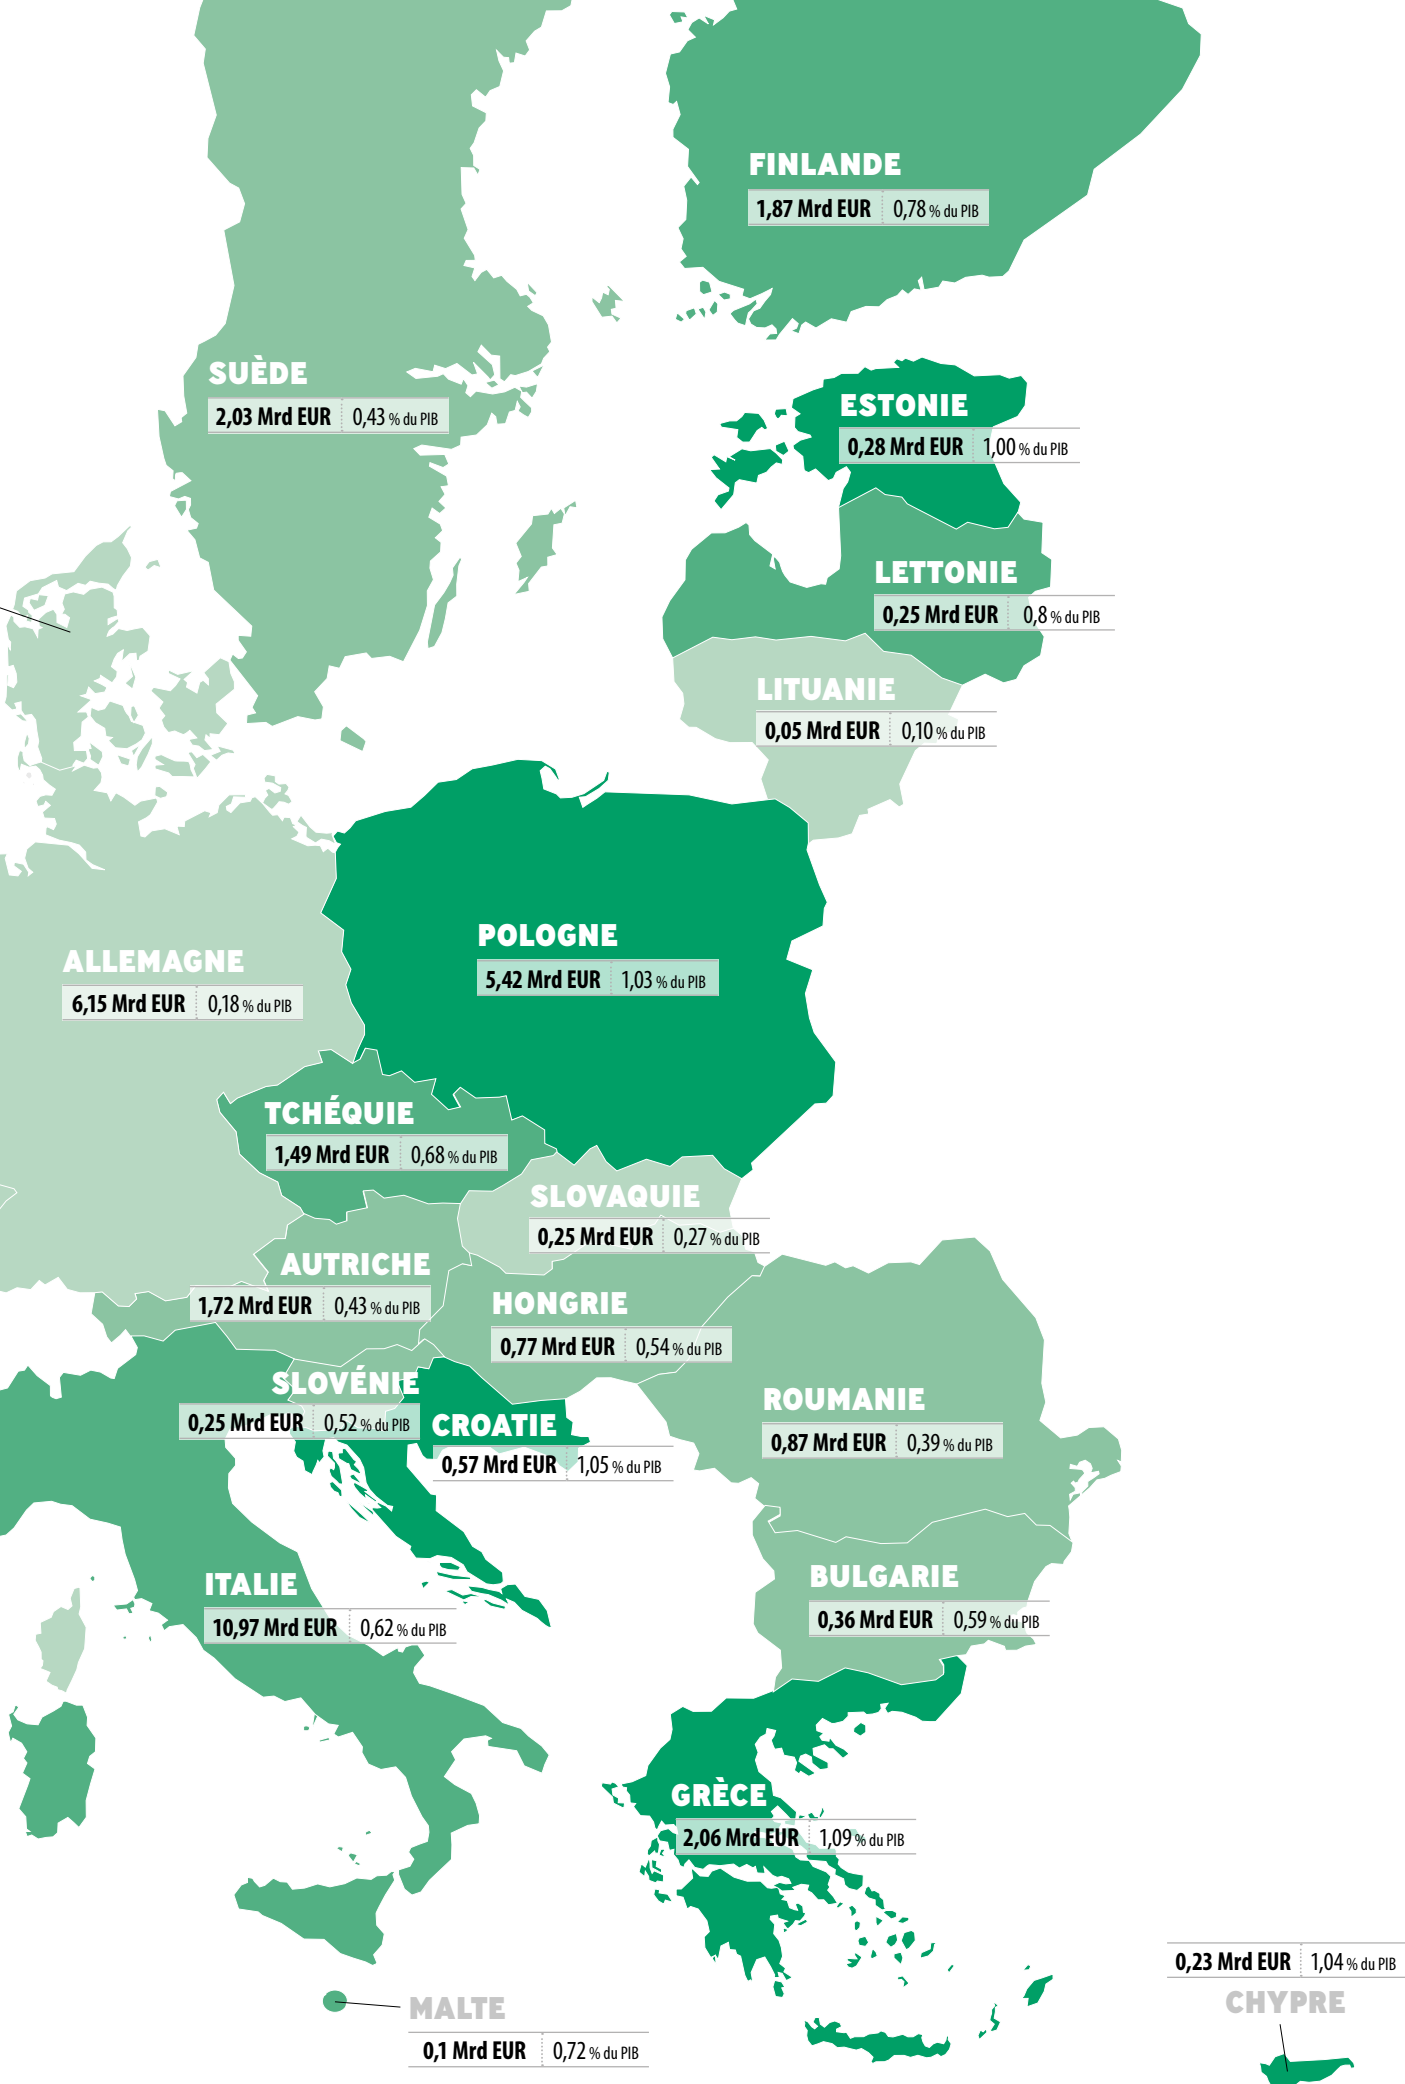 FINLANDE
1,87 Mrd EUR 0,78 % du PIB
SUÈDE
2,03 Mrd EUR 0,43 % du PIB
ESTONIE
0,28 Mrd EUR 1,00 % du PIB
LETTONIE
0,25 Mrd EUR 0,8 % du PIB
LITUANIE
0,05 Mrd EUR 0,10 % du PIB
POLOGNE
5,42 Mrd EUR 1,03 % du PIB
ALLEMAGNE
6,15 Mrd EUR 0,18 % du PIB
TCHÉQUIE
1,49 Mrd EUR 0,68 % du PIB
SLOVAQUIE
0,25 Mrd EUR 0,27 % du PIB
AUTRICHE
1,72 Mrd EUR 0,43 % du PIB
HONGRIE
0,77 Mrd EUR 0,54 % du PIB
SLOVÉNIE
0,25 Mrd EUR 0,52 % du PIB
ROUMANIE
0,87 Mrd EUR 0,39 % du PIB
CROATIE
0,57 Mrd EUR 1,05 % du PIB
ITALIE
10,97 Mrd EUR 0,62 % du PIB
BULGARIE
0,36 Mrd EUR 0,59 % du PIB
GRÈCE
2,06 Mrd EUR 1,09 % du PIB
0,23 Mrd EUR 1,04 % du PIB
CHYPRE
MALTE
0,1 Mrd EUR 0,72 % du PIB